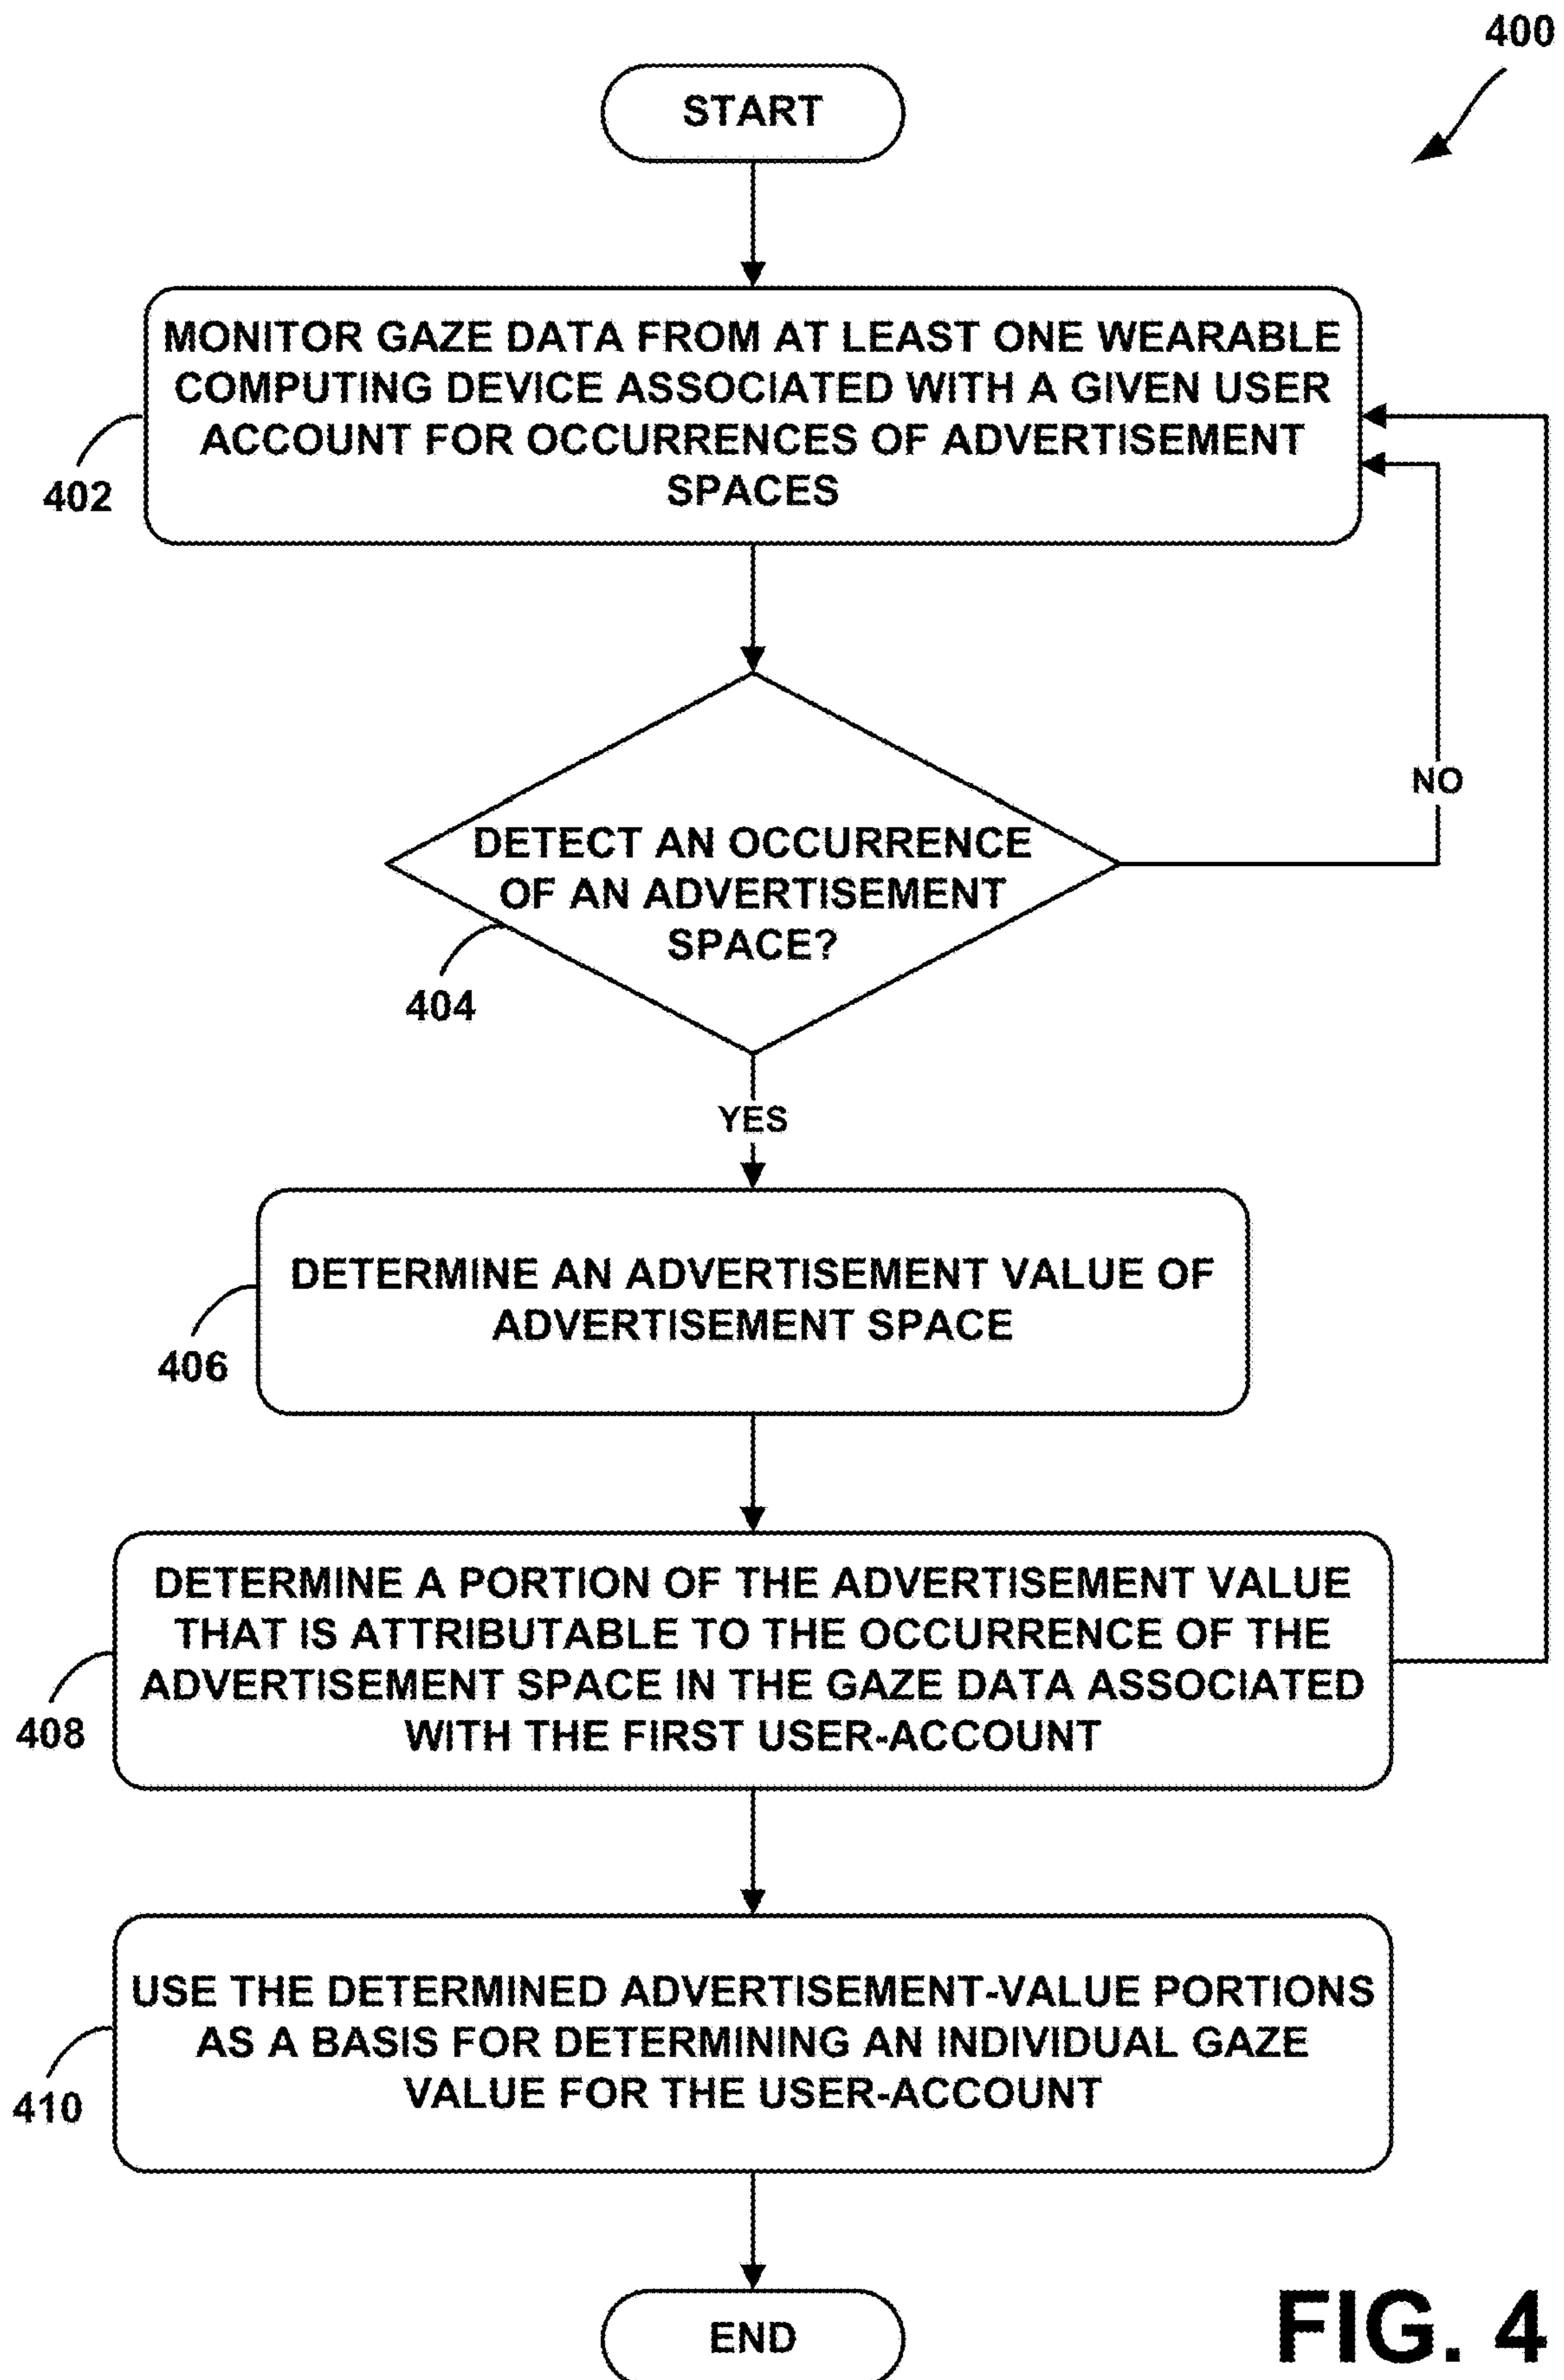 400
START
MONITOR GAZE DATA FROM AT LEAST ONE WEARABLE
COMPUTING DEVICE ASSOCIATED WITH A GIVEN USER
ACCOUNT FOR OCCURRENCES OF ADVERTISEMENT
SPACES
402
NO
DETECT AN OCCURRENCE
OF AN ADVERTISEMENT
SPACE?
404
YES
DETERMINE AN ADVERTISEMENT VALUE OF
ADVERTISEMENT SPACE
406
DETERMINE A PORTION OF THE ADVERTISEMENT VALUE
THAT IS ATTRIBUTABLE TO THE OCCURRENCE OF THE
ADVERTISEMENT SPACE IN THE GAZE DATA ASSOCIATED
WITH THE FIRST USER-ACCOUNT
408
USE THE DETERMINED ADVERTISEMENT-VALUE PORTIONS
AS A BASIS FOR DETERMINING AN INDIVIDUAL GAZE
VALUE FOR THE USER-ACCOUNT
410
END
FIG. 4